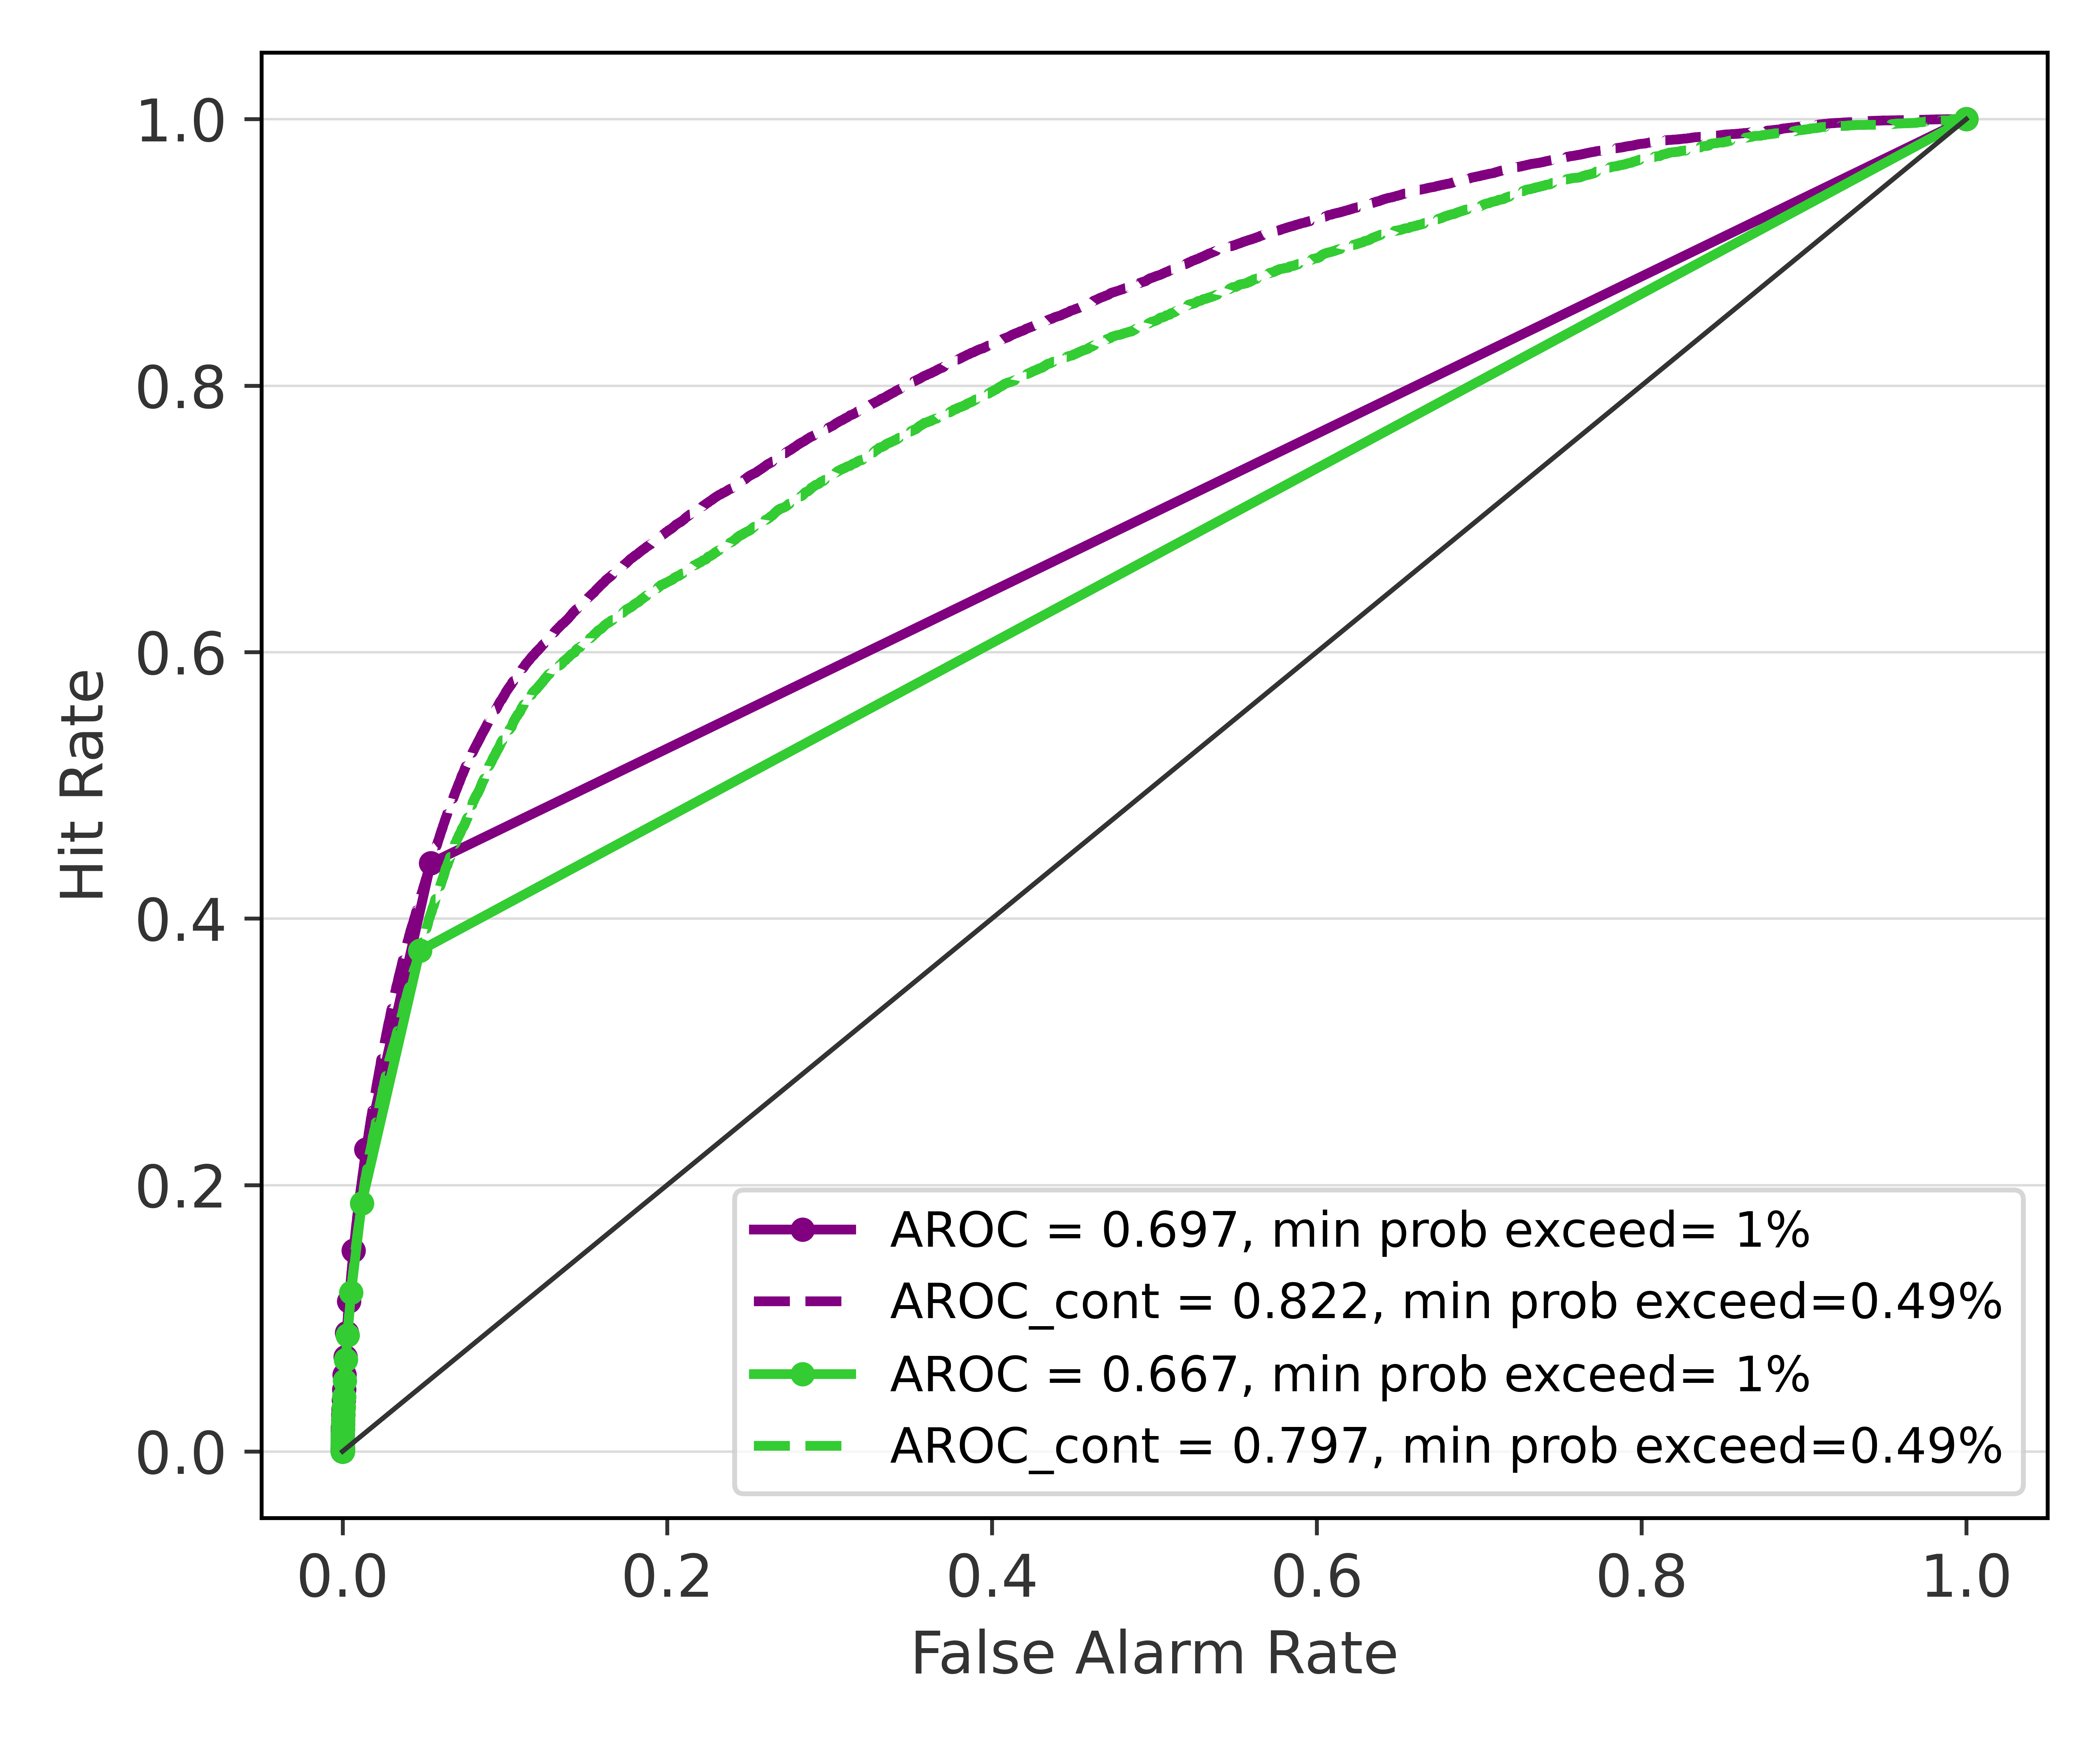 1.0
0.8
0.6
0.4
0.2
0.0
Hit Rate
AROC = 0.697, min prob exceed= 1%
AROC_cont = 0.822, min prob exceed=0.49%
AROC = 0.667, min prob exceed= 1%
AROC_cont = 0.797, min prob exceed=0.49%
0.0 0.2 0.4 0.6 0.8 1.0
False Alarm Rate